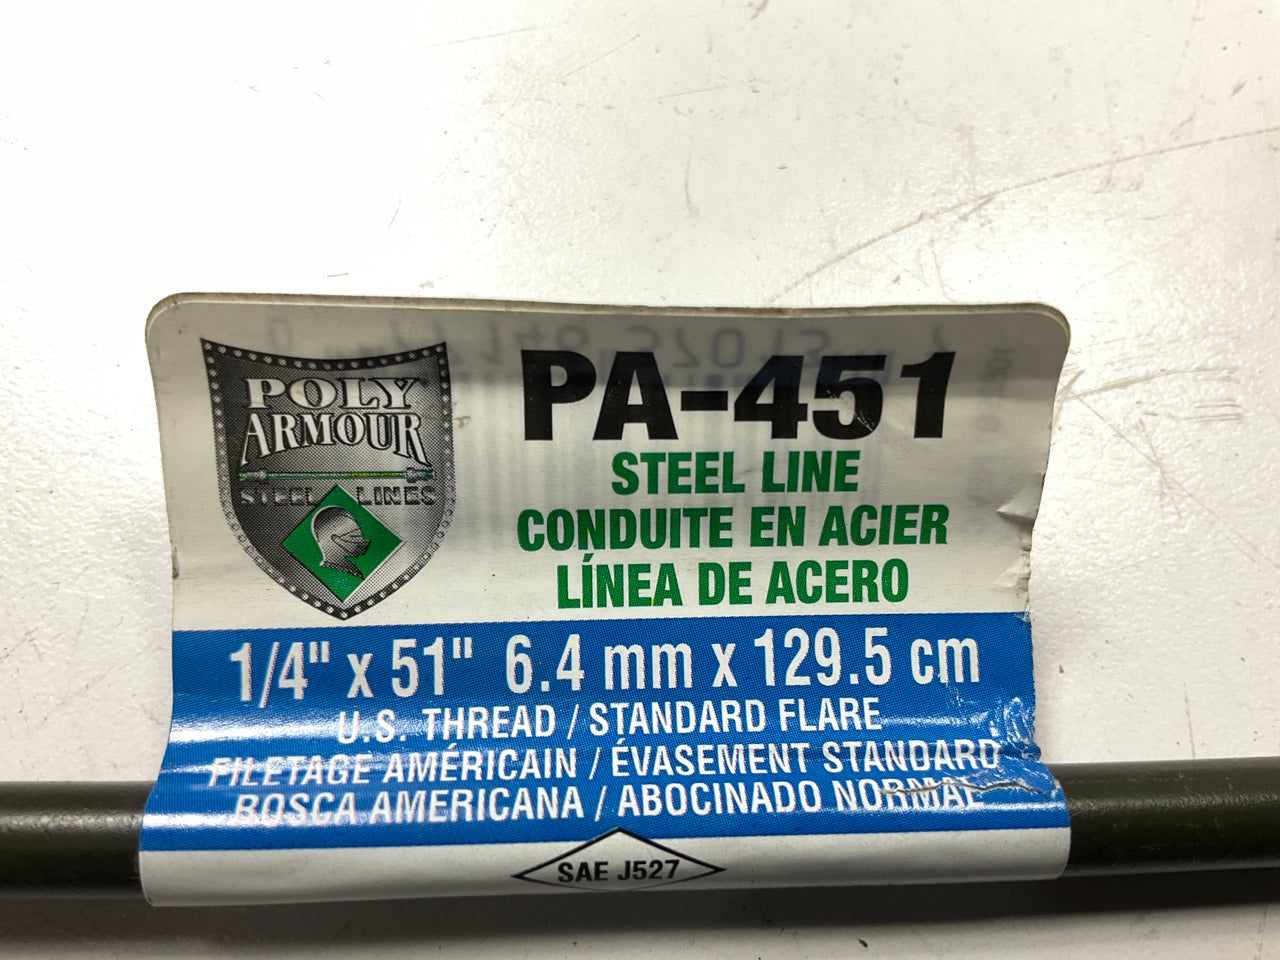 POLY
ARMOUR
STEEL LINES
PA-451
STEEL LINE
CONDUITE EN ACIER
LÍNEA DE ACERO
1/4" x 51" 6.4 mm x 129.5 cm
U.S. THREAD / STANDARD FLARE
FILETAGE AMÉRICAIN / ÉVASEMENT STANDARD
ROSCA AMERICANA / ABOCINADO NORMAL
SAE J527